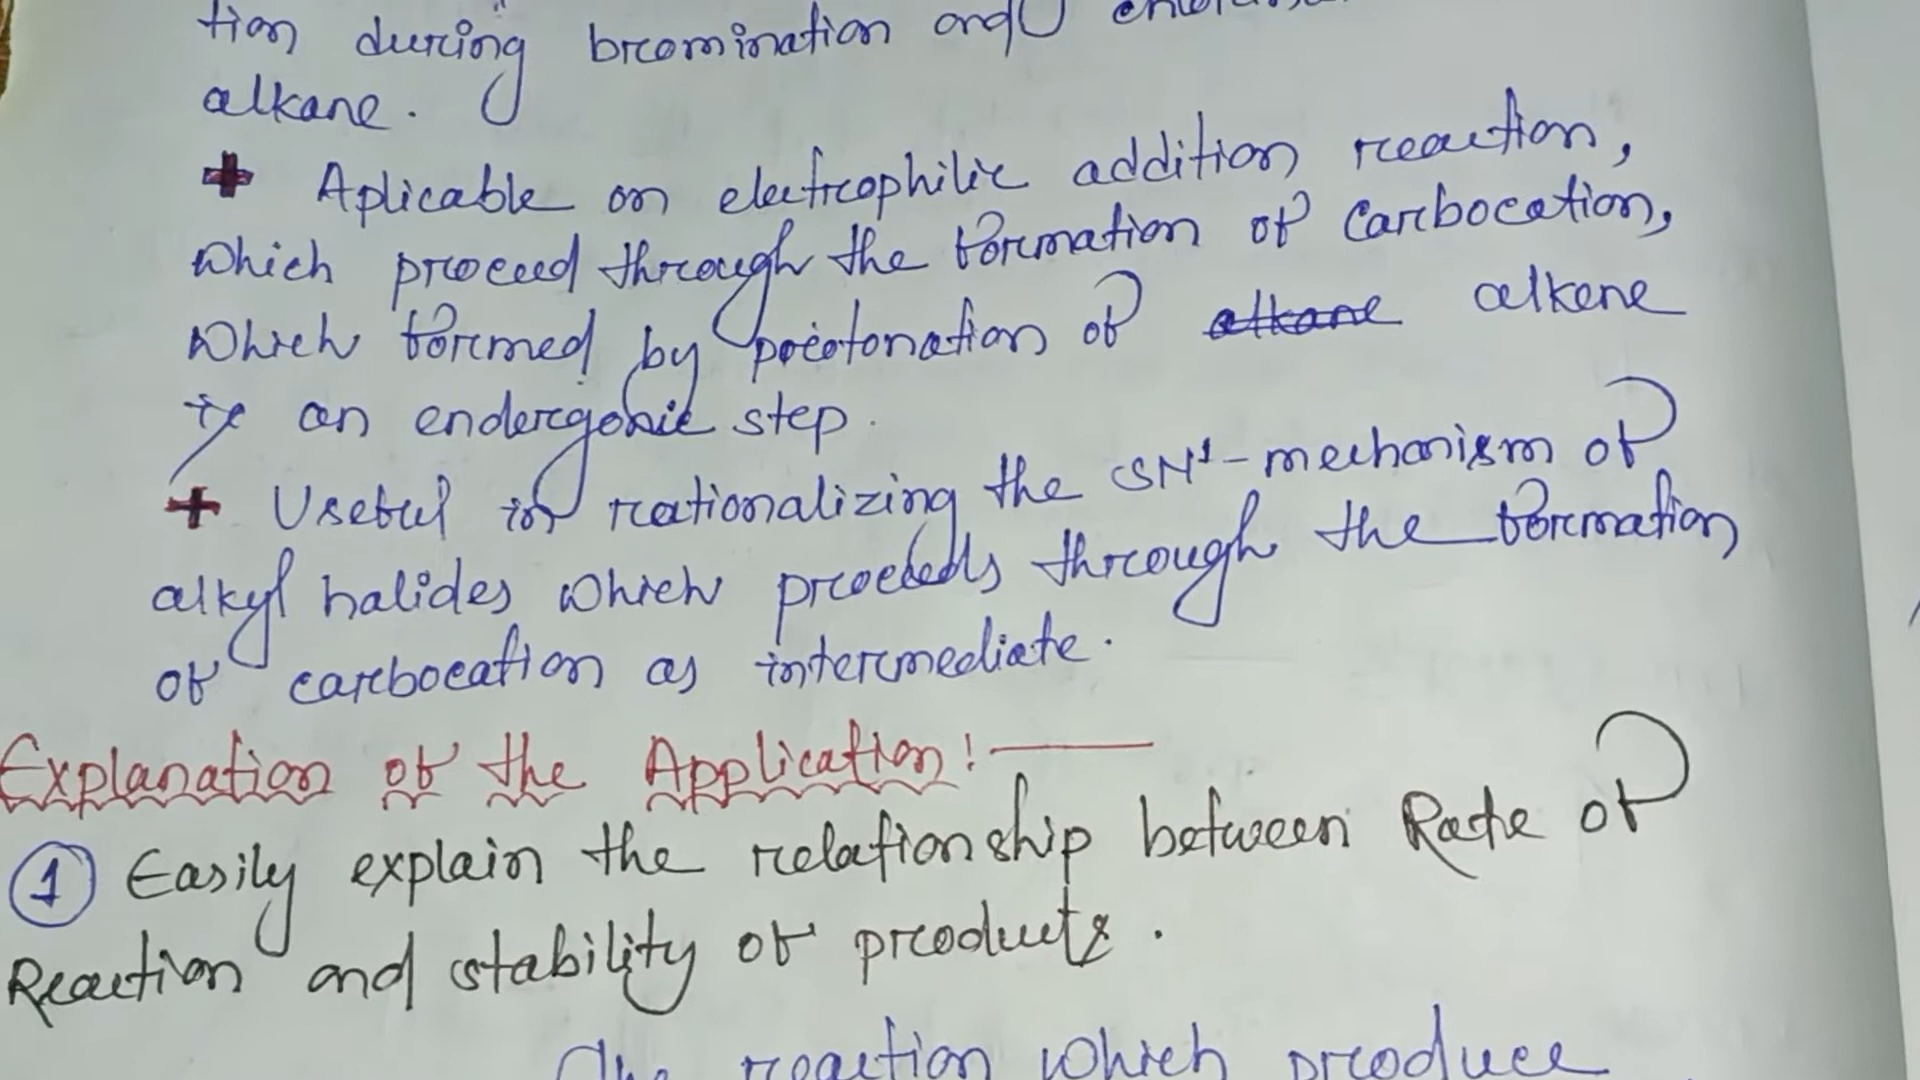 tion during bromination and
alkane.
+ Aplicable on electrophilic addition reaction,
which proceed through the formation of Carbocation,
which formed by protonation of alkane alkene
is an endergonic step.
+ Useful for rationalizing the SN1-mechanism of
alkyl halides which proceeds through the formation
of carbocation as intermediate.
Explanation of the Application:-
1 Easily explain the relationship between Rate of
Reaction and stability of products.
The reaction which produce